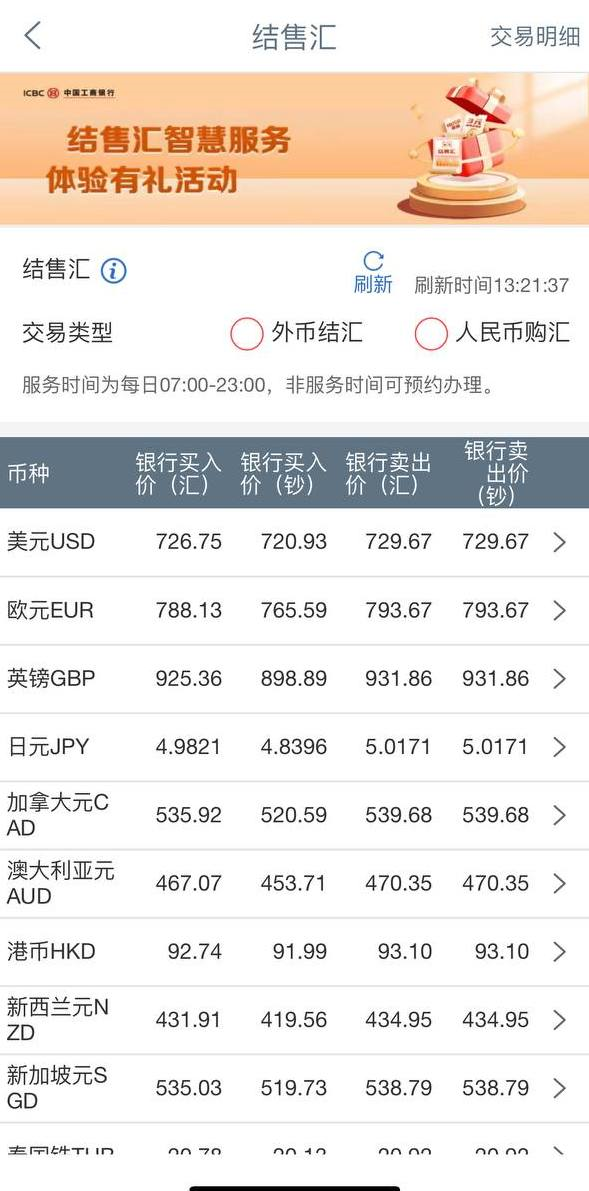 结售汇 交易明细
ICBC 中国工商银行
结售汇智慧服务
体验有礼活动
结售汇 刷新 刷新时间13:21:37
交易类型 外币结汇 人民币购汇
服务时间为每日07:00-23:00，非服务时间可预约办理。
币种 银行买入价（汇） 银行买入价（钞） 银行卖出价（汇） 银行卖出价（钞）
美元USD 726.75 720.93 729.67 729.67
欧元EUR 788.13 765.59 793.67 793.67
英镑GBP 925.36 898.89 931.86 931.86
日元JPY 4.9821 4.8396 5.0171 5.0171
加拿大元CAD 535.92 520.59 539.68 539.68
澳大利亚元AUD 467.07 453.71 470.35 470.35
港币HKD 92.74 91.99 93.10 93.10
新西兰元NZD 431.91 419.56 434.95 434.95
新加坡元SGD 535.03 519.73 538.79 538.79